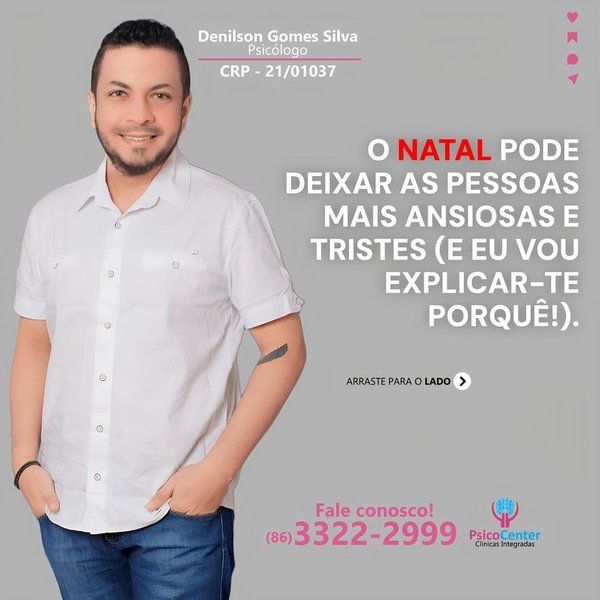 Denilson Gomes Silva
Psicólogo
CRP - 21/01037
O NATAL PODE
DEIXAR AS PESSOAS
MAIS ANSIOSAS E
TRISTES (E EU VOU
EXPLICAR-TE
PORQUÊ!).
ARRASTE PARA O LADO
Fale conosco!
(86)3322-2999
PsicoCenter
Clínicas Integradas